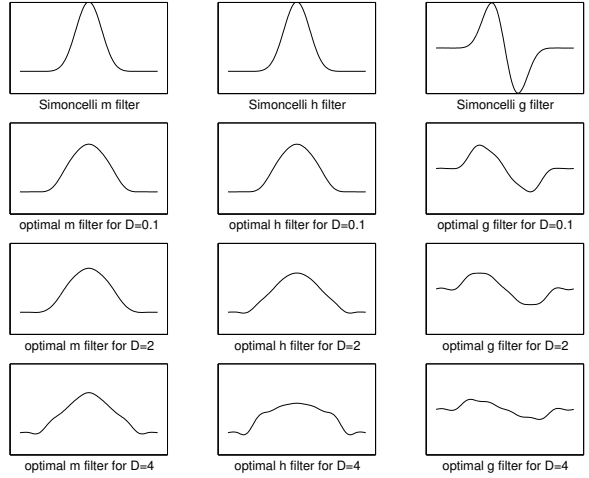 Simoncelli m filter
Simoncelli h filter
Simoncelli g filter
optimal m filter for D=0.1
optimal h filter for D=0.1
optimal g filter for D=0.1
optimal m filter for D=2
optimal h filter for D=2
optimal g filter for D=2
optimal m filter for D=4
optimal h filter for D=4
optimal g filter for D=4